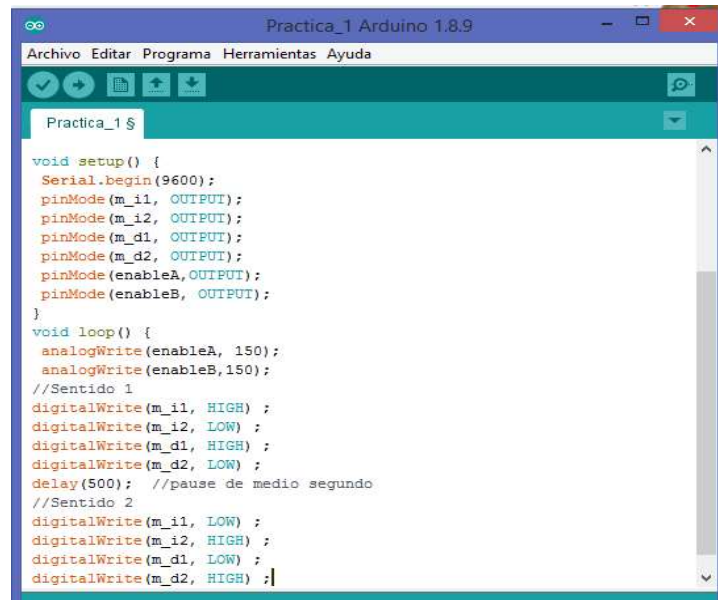 Practica_1 Arduino 1.8.9
Archivo Editar Programa Herramientas Ayuda
Practica_1 §
void setup() {
 Serial.begin(9600);
 pinMode(m_i1, OUTPUT);
 pinMode(m_i2, OUTPUT);
 pinMode(m_d1, OUTPUT);
 pinMode(m_d2, OUTPUT);
 pinMode(enableA,OUTPUT);
 pinMode(enableB, OUTPUT);
}
void loop() {
 analogWrite(enableA, 150);
 analogWrite(enableB,150);
//Sentido 1
digitalWrite(m_i1, HIGH) ;
digitalWrite(m_i2, LOW) ;
digitalWrite(m_d1, HIGH) ;
digitalWrite(m_d2, LOW) ;
delay(500);  //pause de medio segundo
//Sentido 2
digitalWrite(m_i1, LOW) ;
digitalWrite(m_i2, HIGH) ;
digitalWrite(m_d1, LOW) ;
digitalWrite(m_d2, HIGH) ;